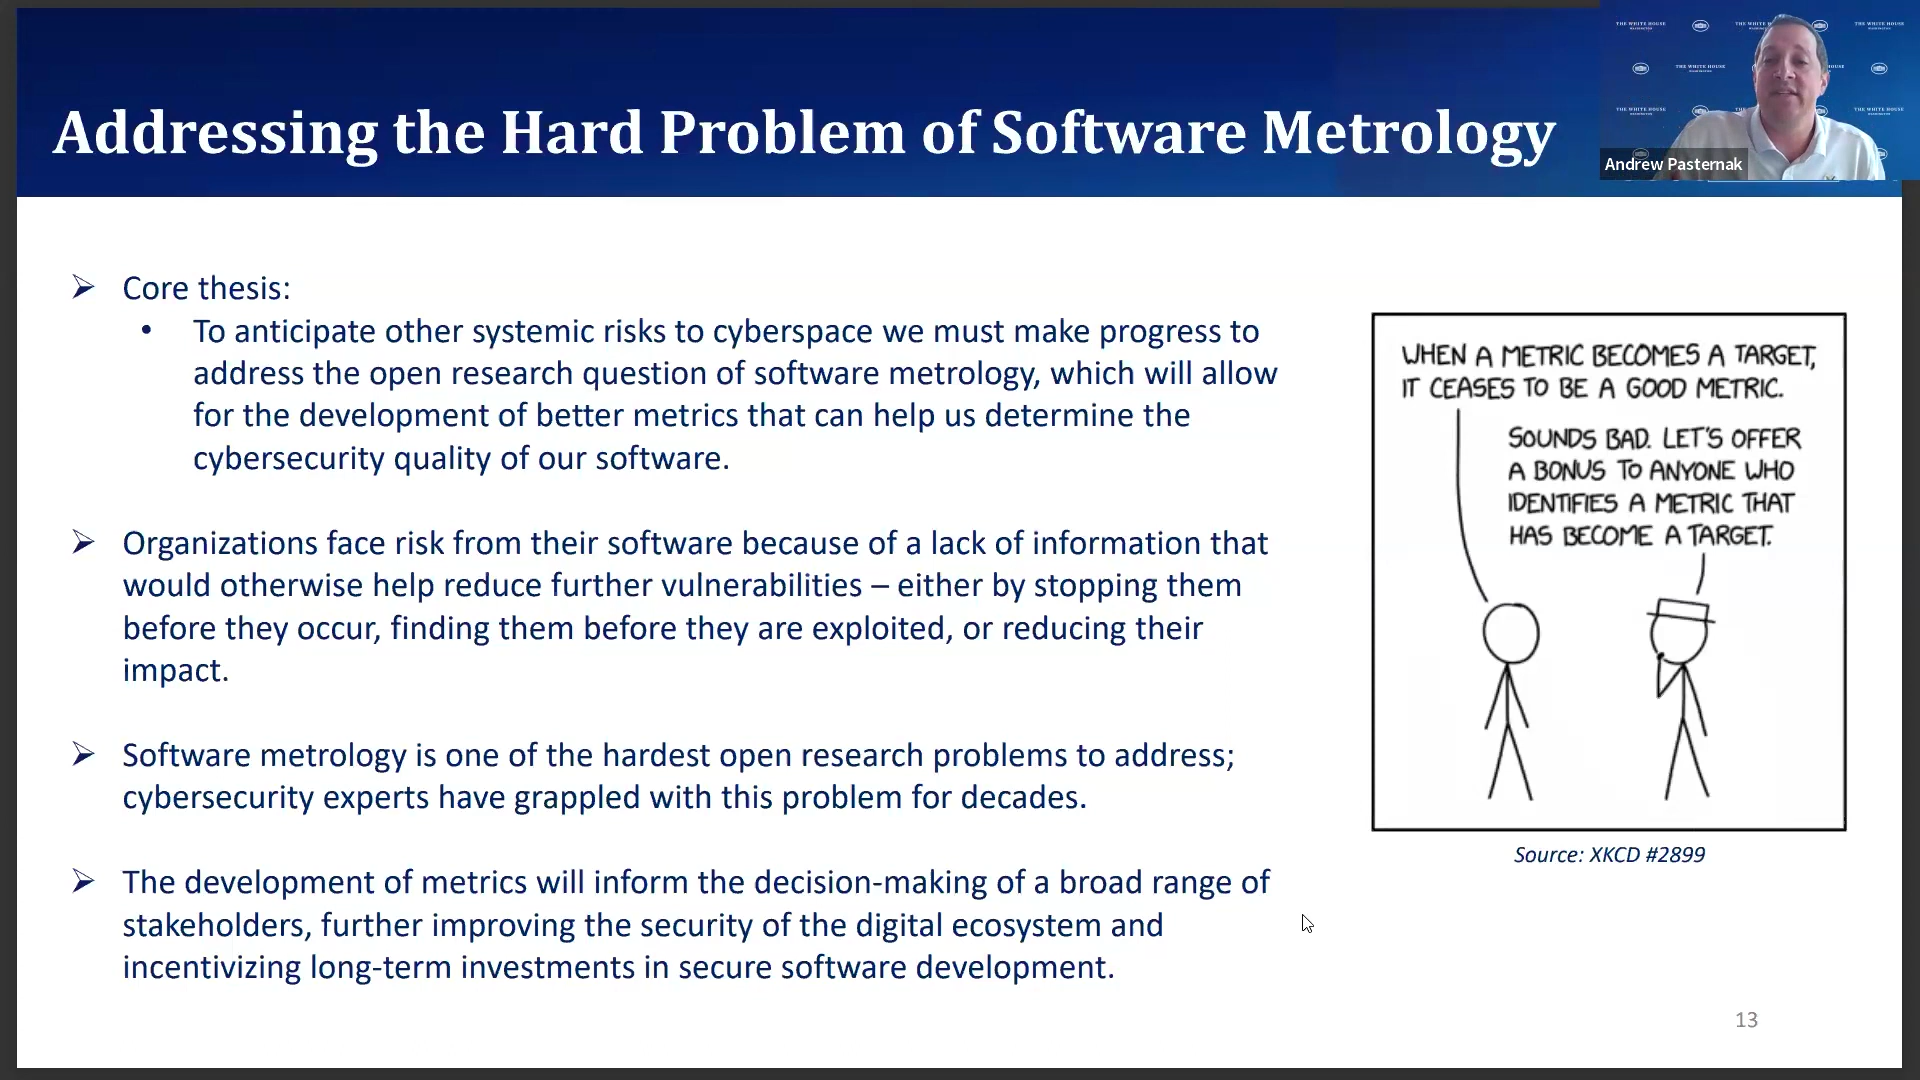 Addressing the Hard Problem of Software Metrology
THE WHITE HOUSE
WASHINGTON
Andrew Pasternak
Core thesis:
To anticipate other systemic risks to cyberspace we must make progress to
address the open research question of software metrology, which will allow
for the development of better metrics that can help us determine the
cybersecurity quality of our software.
Organizations face risk from their software because of a lack of information that
would otherwise help reduce further vulnerabilities – either by stopping them
before they occur, finding them before they are exploited, or reducing their
impact.
Software metrology is one of the hardest open research problems to address;
cybersecurity experts have grappled with this problem for decades.
The development of metrics will inform the decision-making of a broad range of
stakeholders, further improving the security of the digital ecosystem and
incentivizing long-term investments in secure software development.
WHEN A METRIC BECOMES A TARGET,
IT CEASES TO BE A GOOD METRIC.
SOUNDS BAD. LET'S OFFER
A BONUS TO ANYONE WHO
IDENTIFIES A METRIC THAT
HAS BECOME A TARGET.
Source: XKCD #2899
13